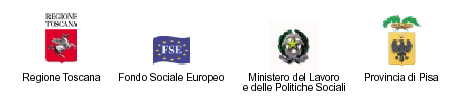 REGIONE
TOSCANA
FSE
Regione Toscana
Fondo Sociale Europeo
Ministero del Lavoro
e delle Politiche Sociali
Provincia di Pisa